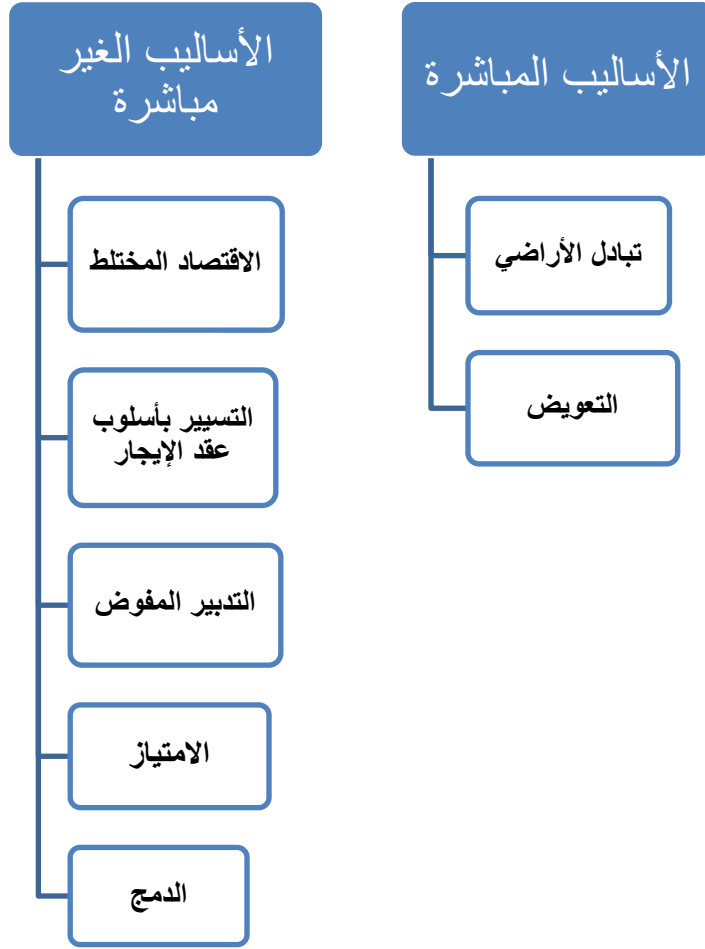 الأساليب المباشرة
تبادل الأراضي
التعويض
الأساليب الغير
مباشرة
الاقتصاد المختلط
التسيير بأسلوب
عقد الإيجار
التدبير المفوض
الامتياز
الدمج